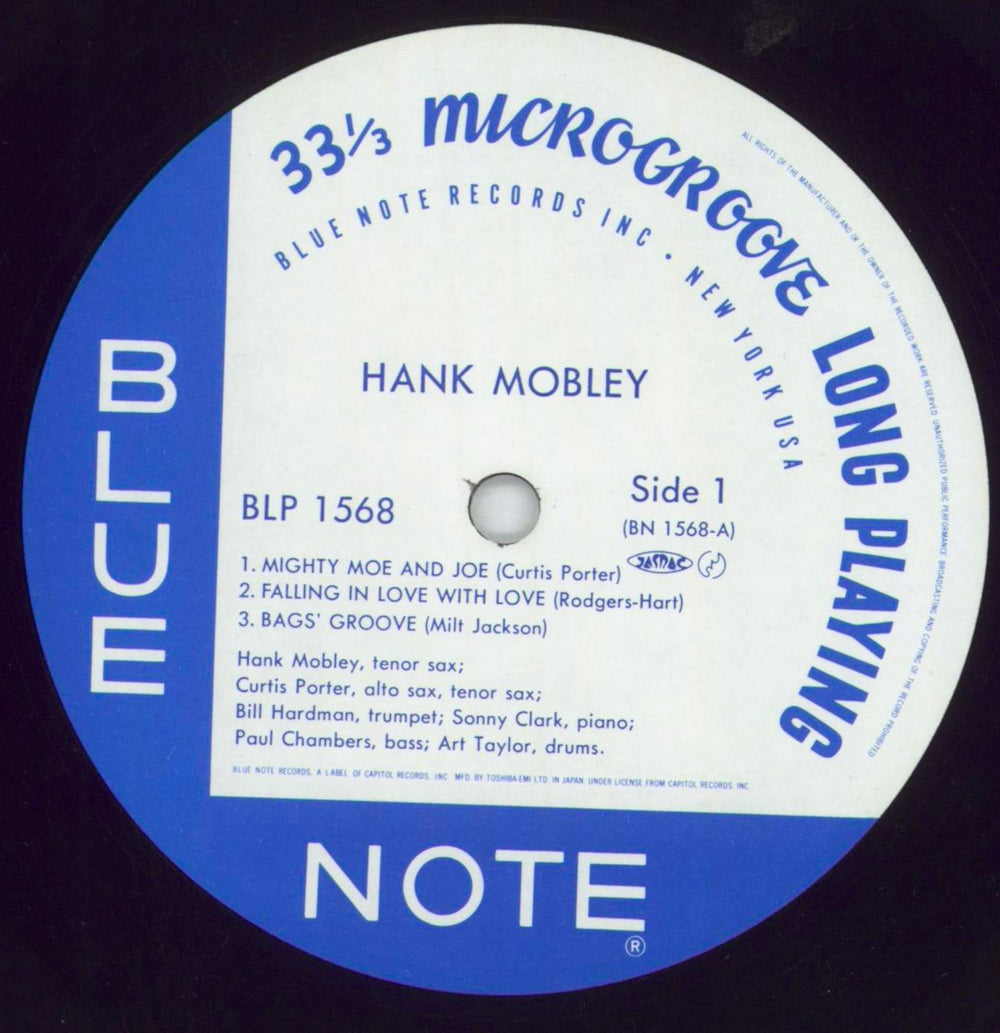 33⅓ MICROGROOVE LONG PLAYING
BLUE NOTE RECORDS INC · NEW YORK USA
ALL RIGHTS OF THE MANUFACTURER AND OF THE OWNER OF THE RECORDED WORK ARE RESERVED. UNAUTHORIZED PUBLIC PERFORMANCE BROADCASTING AND COPYING OF THE RECORD PROHIBITED
HANK MOBLEY
BLP 1568
Side 1
(BN 1568-A)
JASRAC
1. MIGHTY MOE AND JOE (Curtis Porter)
2. FALLING IN LOVE WITH LOVE (Rodgers-Hart)
3. BAGS' GROOVE (Milt Jackson)
Hank Mobley, tenor sax;
Curtis Porter, alto sax, tenor sax;
Bill Hardman, trumpet; Sonny Clark, piano;
Paul Chambers, bass; Art Taylor, drums.
BLUE NOTE RECORDS, A LABEL OF CAPITOL RECORDS, INC MFD. BY TOSHIBA-EMI LTD. IN JAPAN. UNDER LICENSE FROM CAPITOL RECORDS. INC
BLUE
NOTE
®